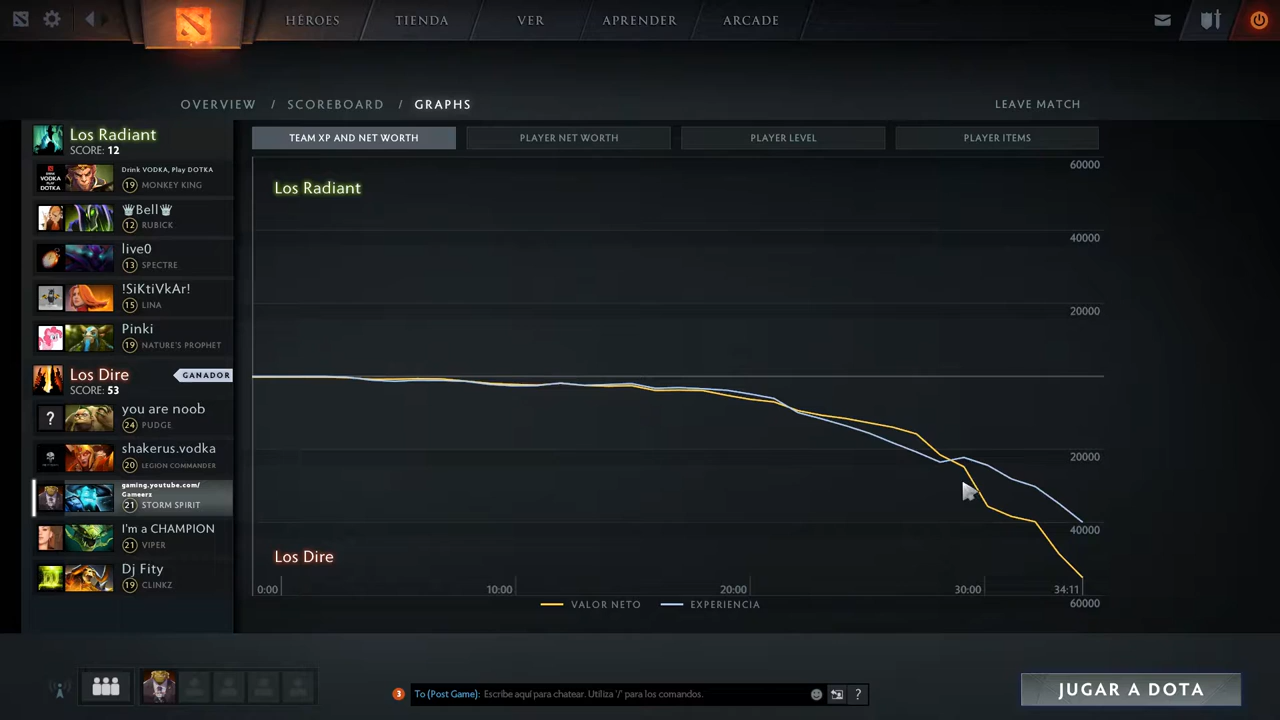 HÉROES TIENDA VER APRENDER ARCADE
OVERVIEW / SCOREBOARD / GRAPHS LEAVE MATCH
Los Radiant
SCORE: 12
Drink VODKA, Play DOTKA
19 MONKEY KING
Bell
12 RUBICK
live0
13 SPECTRE
!SiKtiVkAr!
15 LINA
Pinki
19 NATURE'S PROPHET
Los Dire
GANADOR
SCORE: 53
you are noob
24 PUDGE
shakerus.vodka
20 LEGION COMMANDER
gaming.youtube.com/
Gameerz
21 STORM SPIRIT
I'm a CHAMPION
21 VIPER
Dj Fity
19 CLINKZ
TEAM XP AND NET WORTH PLAYER NET WORTH PLAYER LEVEL PLAYER ITEMS
60000
Los Radiant
40000
20000
20000
40000
Los Dire
0:00 10:00 20:00 30:00 34:11
60000
VALOR NETO EXPERIENCIA
3 To (Post Game): Escribe aquí para chatear. Utiliza '/' para los comandos. ?
JUGAR A DOTA